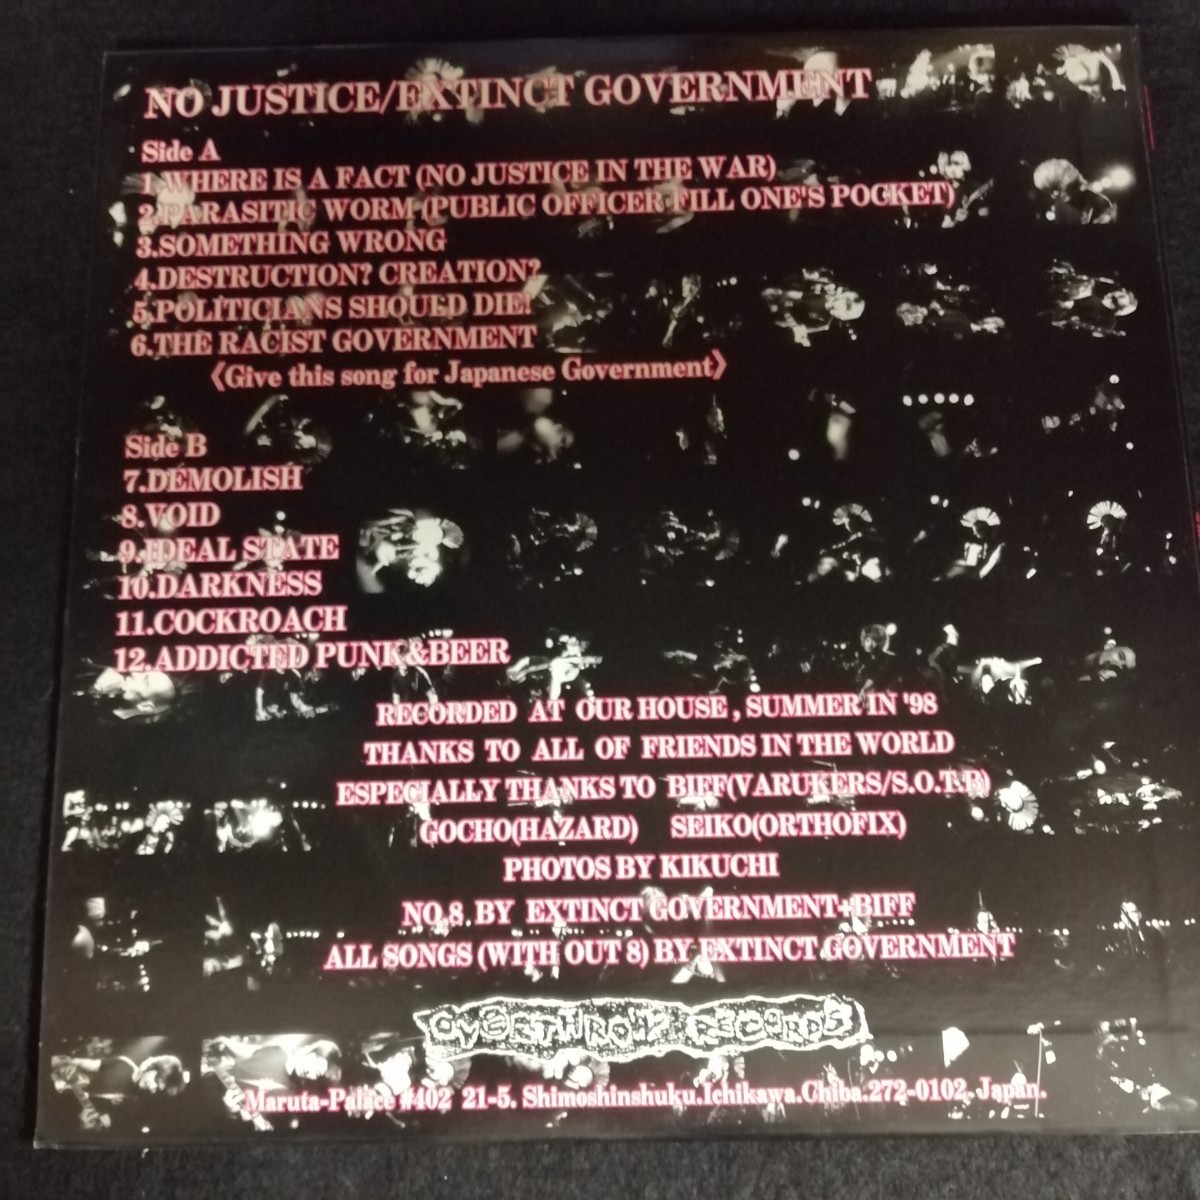 NO JUSTICE/EXTINCT GOVERNMENT
Side A
1.WHERE IS A FACT (NO JUSTICE IN THE WAR)
2.PARASITIC WORM (PUBLIC OFFICER FILL ONE'S POCKET)
3.SOMETHING WRONG
4.DESTRUCTION? CREATION?
5.POLITICIANS SHOULD DIE!
6.THE RACIST GOVERNMENT
《Give this song for Japanese Government》
Side B
7.DEMOLISH
8.VOID
9.IDEAL STATE
10.DARKNESS
11.COCKROACH
12.ADDICTED PUNK&BEER
RECORDED AT OUR HOUSE , SUMMER IN '98
THANKS TO ALL OF FRIENDS IN THE WORLD
ESPECIALLY THANKS TO BIFF(VARUKERS/S.O.T.B)
GOCHO(HAZARD) SEIKO(ORTHOFIX)
PHOTOS BY KIKUCHI
NO.8. BY EXTINCT GOVERNMENT+BIFF
ALL SONGS (WITH OUT 8) BY EXTINCT GOVERNMENT
OVERTHROW RECORDS
Maruta-Palace #402 21-5. Shimoshinshuku.Ichikawa.Chiba.272-0102. Japan.